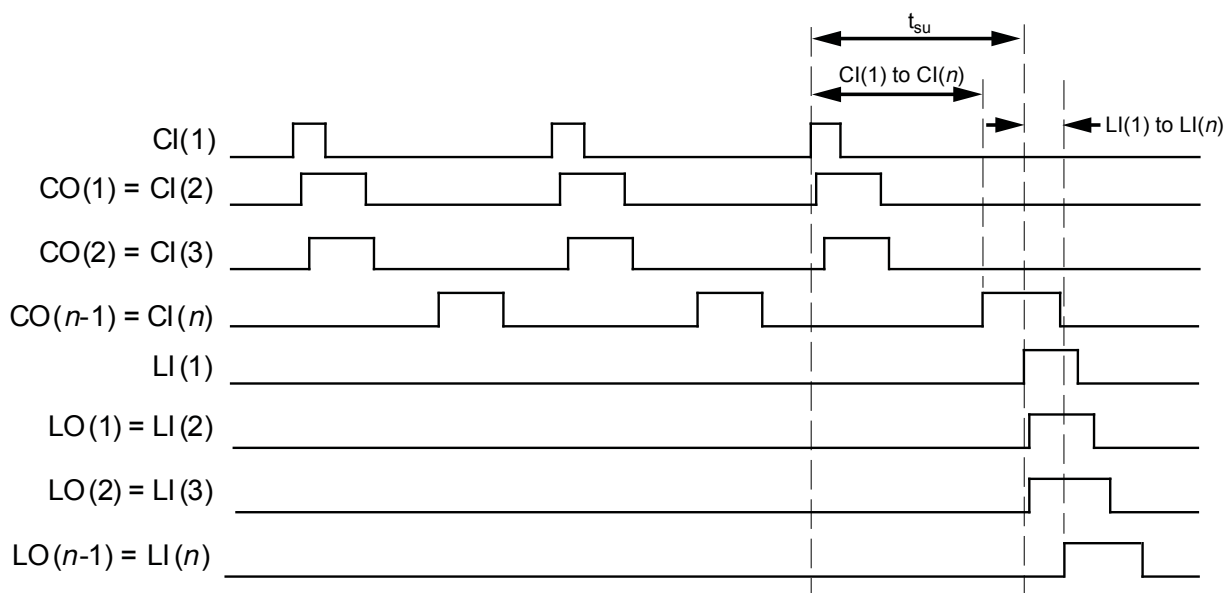 tsu
CI(1) to CI(n)
LI(1) to LI(n)
CI(1)
CO(1) = CI(2)
CO(2) = CI(3)
CO(n-1) = CI(n)
LI(1)
LO(1) = LI(2)
LO(2) = LI(3)
LO(n-1) = LI(n)